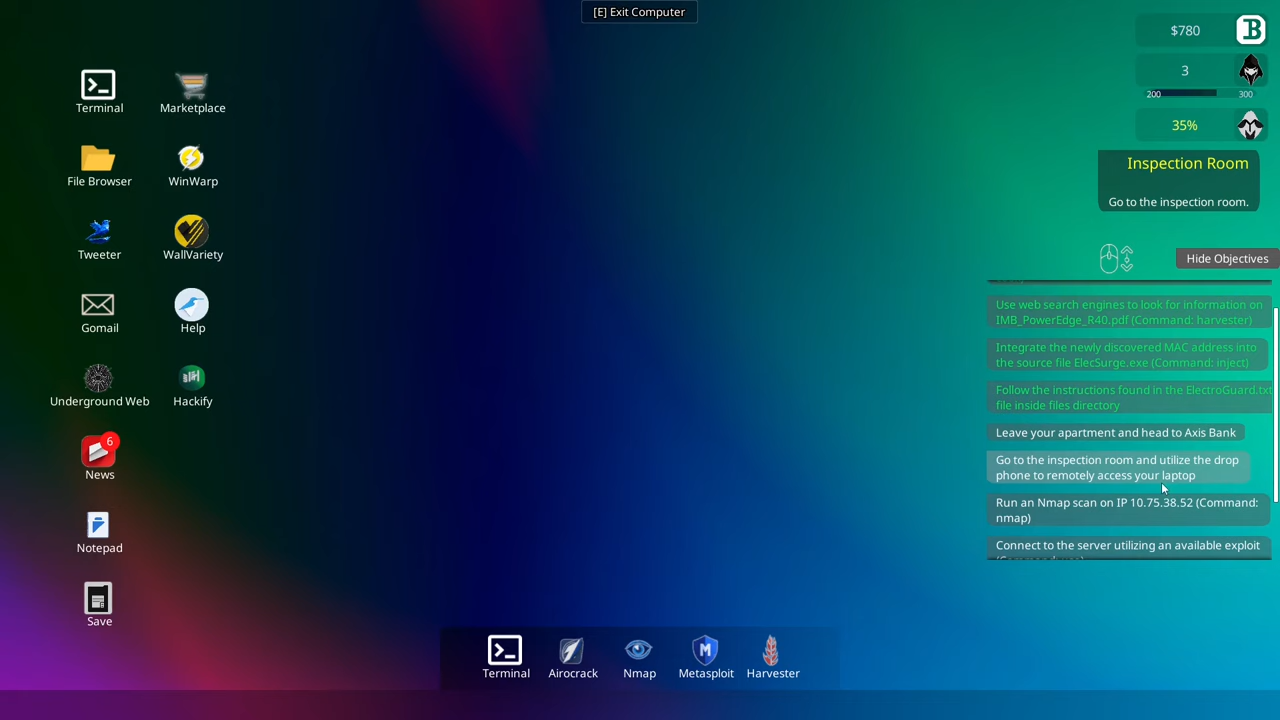 [E] Exit Computer
$780
B
3
200
300
35%
Inspection Room
Go to the inspection room.
Hide Objectives
Use web search engines to look for information on
IMB_PowerEdge_R40.pdf (Command: harvester)
Integrate the newly discovered MAC address into
the source file ElecSurge.exe (Command: inject)
Follow the instructions found in the ElectroGuard.txt
file inside files directory
Leave your apartment and head to Axis Bank
Go to the inspection room and utilize the drop
phone to remotely access your laptop
Run an Nmap scan on IP 10.75.38.52 (Command:
nmap)
Connect to the server utilizing an available exploit
Terminal
Marketplace
File Browser
WinWarp
Tweeter
WallVariety
Gomail
Help
Underground Web
Hackify
6
News
Notepad
Save
Terminal
Airocrack
Nmap
M
Metasploit
Harvester